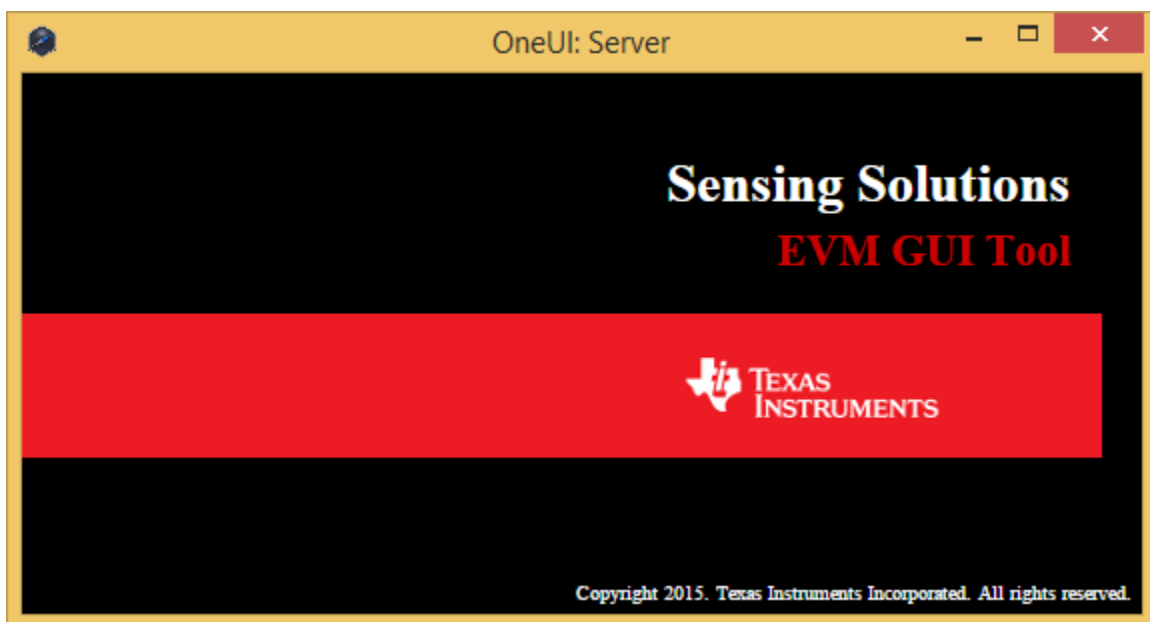 OneUI: Server
Sensing Solutions
EVM GUI Tool
TEXAS
INSTRUMENTS
Copyright 2015. Texas Instruments Incorporated. All rights reserved.